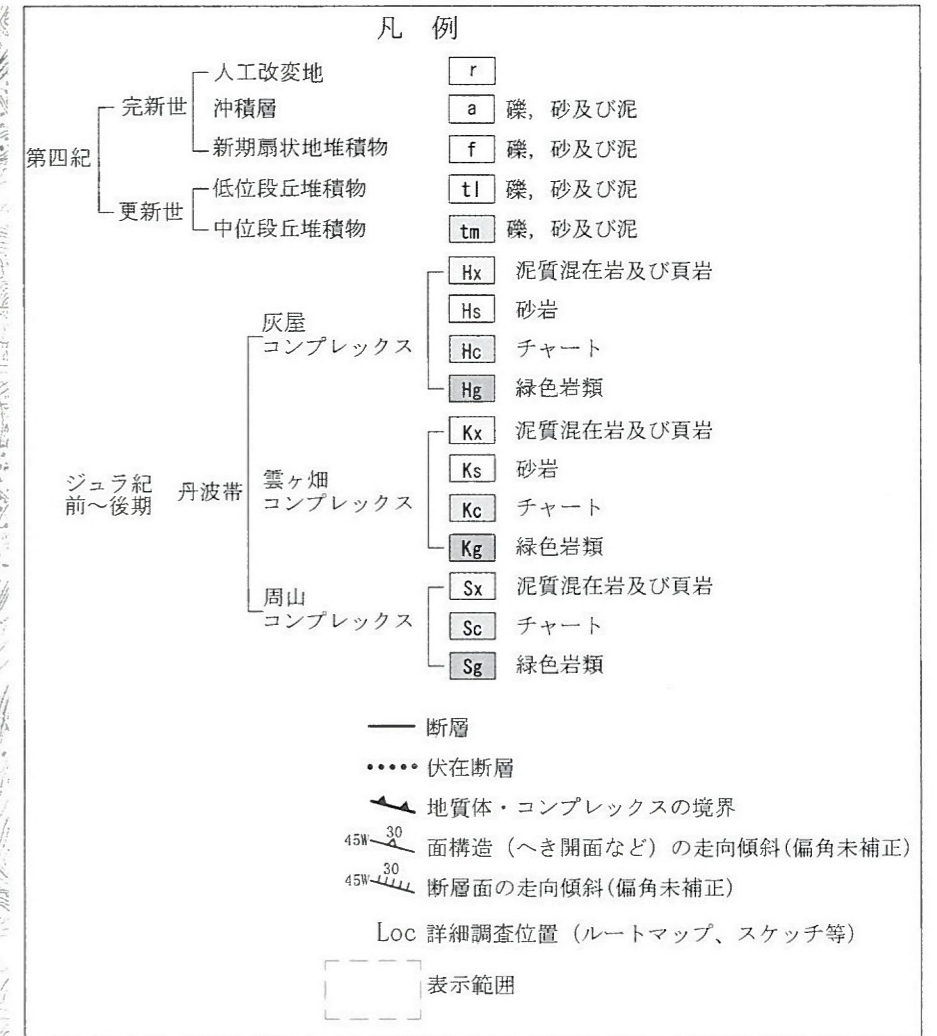 凡 例
第四紀
完新世
人工改変地 r
沖積層 a 礫，砂及び泥
新期扇状地堆積物 f 礫，砂及び泥
更新世
低位段丘堆積物 tl 礫，砂及び泥
中位段丘堆積物 tm 礫，砂及び泥
ジュラ紀
前～後期
丹波帯
灰屋
コンプレックス
Hx 泥質混在岩及び頁岩
Hs 砂岩
Hc チャート
Hg 緑色岩類
雲ヶ畑
コンプレックス
Kx 泥質混在岩及び頁岩
Ks 砂岩
Kc チャート
Kg 緑色岩類
周山
コンプレックス
Sx 泥質混在岩及び頁岩
Sc チャート
Sg 緑色岩類
断層
伏在断層
地質体・コンプレックスの境界
45W 30 面構造（へき開面など）の走向傾斜(偏角未補正)
45W 30 断層面の走向傾斜(偏角未補正)
Loc 詳細調査位置（ルートマップ、スケッチ等）
表示範囲